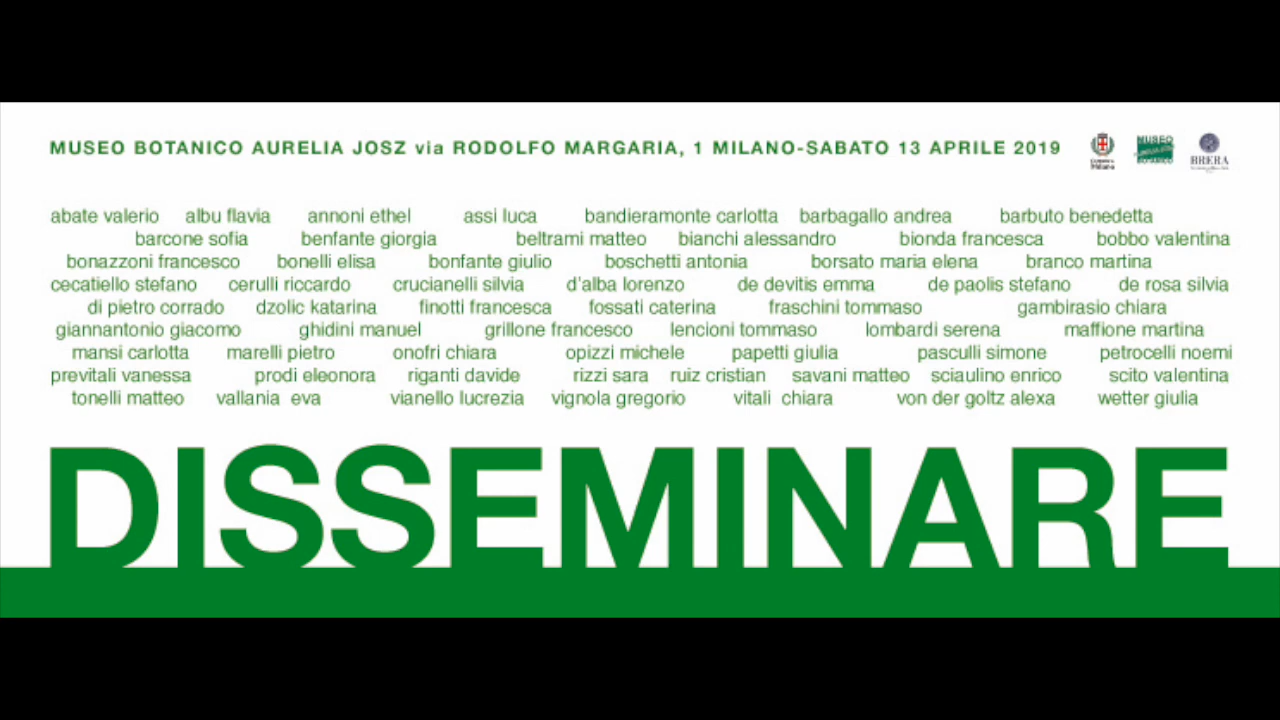 MUSEO BOTANICO AURELIA JOSZ via RODOLFO MARGARIA, 1 MILANO-SABATO 13 APRILE 2019
Milano
MUSEO
BRERA
abate valerio albu flavia annoni ethel assi luca bandieramonte carlotta barbagallo andrea barbuto benedetta
barcone sofia benfante giorgia beltrami matteo bianchi alessandro bionda francesca bobbo valentina
bonazzoni francesco bonelli elisa bonfante giulio boschetti antonia borsato maria elena branco martina
cecatiello stefano cerulli riccardo crucianelli silvia d'alba lorenzo de devitis emma de paolis stefano de rosa silvia
di pietro corrado dzolic katarina finotti francesca fossati caterina fraschini tommaso gambirasio chiara
giannantonio giacomo ghidini manuel grillone francesco lencioni tommaso lombardi serena maffione martina
mansi carlotta marelli pietro onofri chiara opizzi michele papetti giulia pasculli simone petrocelli noemi
previtali vanessa prodi eleonora riganti davide rizzi sara ruiz cristian savani matteo sciaulino enrico scito valentina
tonelli matteo vallania eva vianello lucrezia vignola gregorio vitali chiara von der goltz alexa wetter giulia
DISSEMINARE